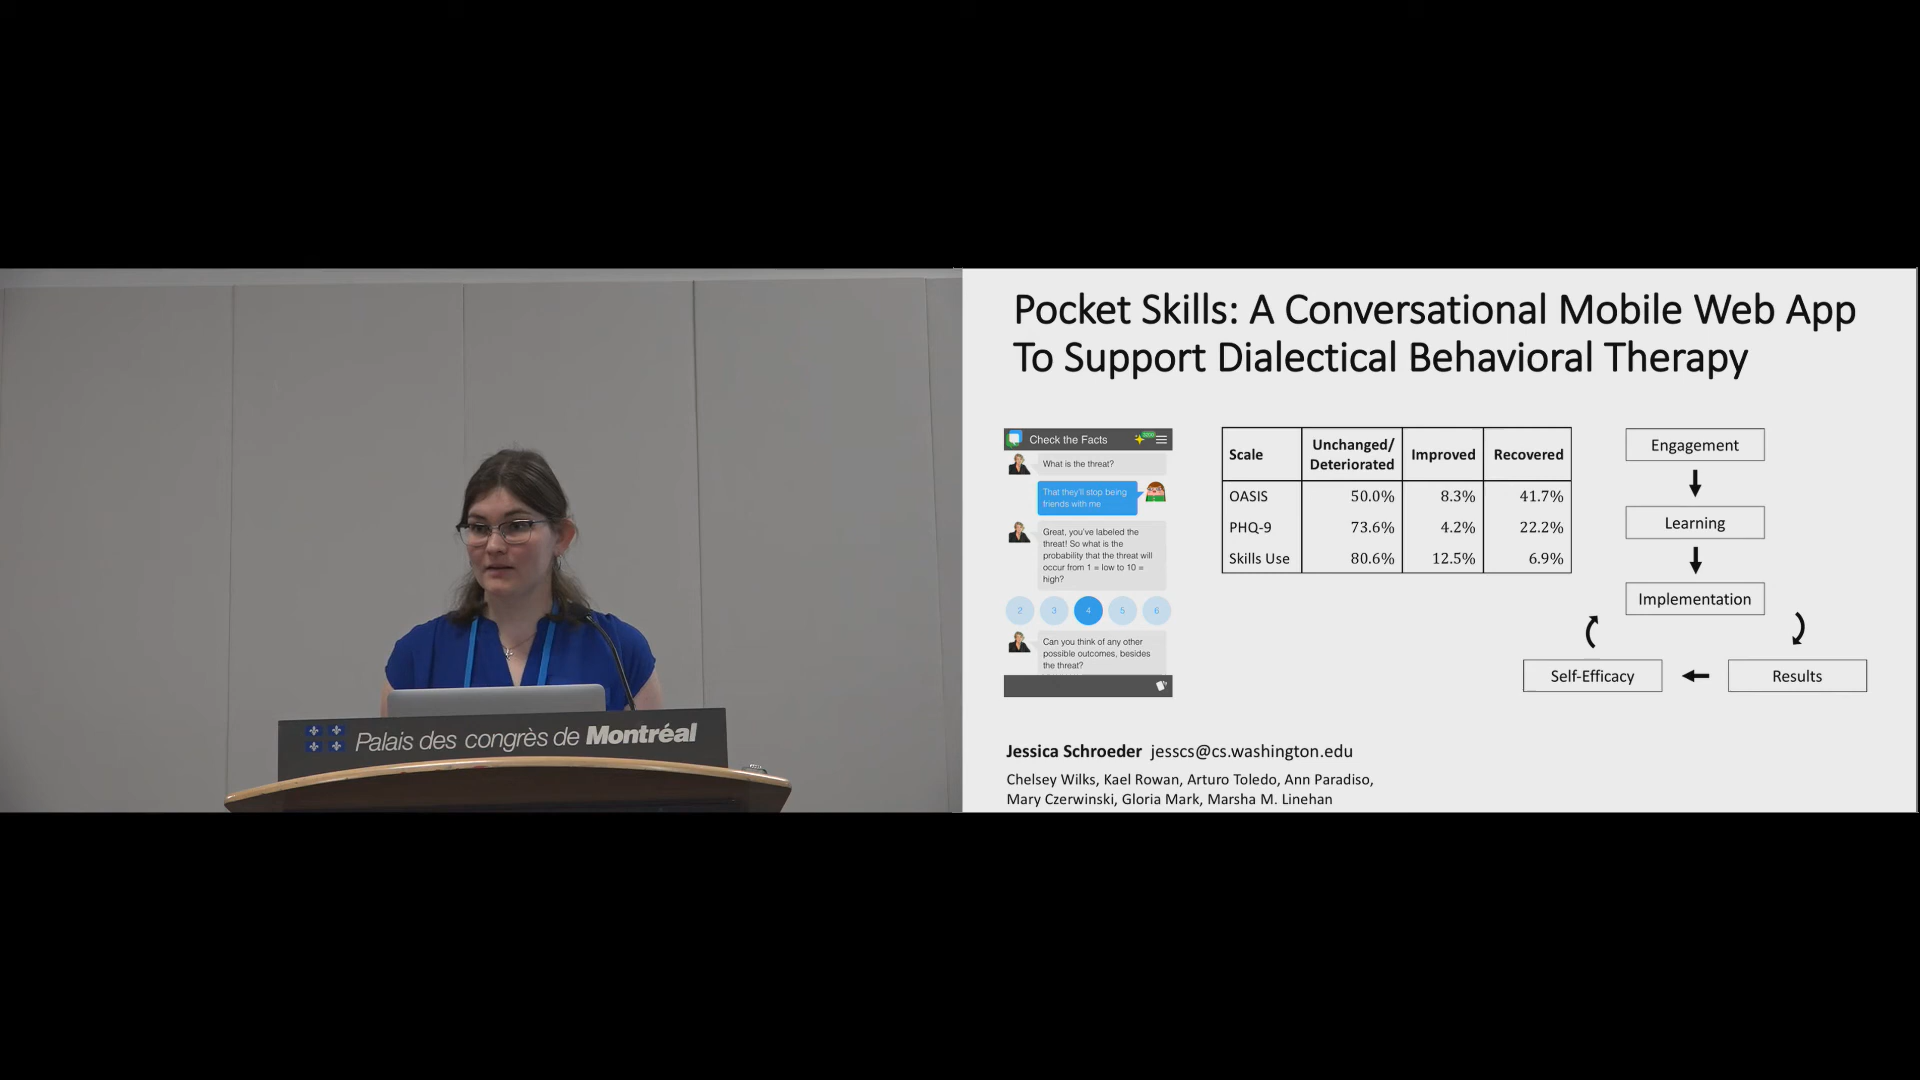 Palais des congrès de Montréal
Pocket Skills: A Conversational Mobile Web App
To Support Dialectical Behavioral Therapy
Check the Facts
What is the threat?
That they'll stop being
friends with me
Great, you've labeled the
threat! So what is the
probability that the threat will
occur from 1 = low to 10 =
high?
2 3 4 5 6
Can you think of any other
possible outcomes, besides
the threat?
Scale Unchanged/ Deteriorated Improved Recovered
OASIS 50.0% 8.3% 41.7%
PHQ-9 73.6% 4.2% 22.2%
Skills Use 80.6% 12.5% 6.9%
Engagement
Learning
Implementation
Self-Efficacy
Results
Jessica Schroeder jesscs@cs.washington.edu
Chelsey Wilks, Kael Rowan, Arturo Toledo, Ann Paradiso,
Mary Czerwinski, Gloria Mark, Marsha M. Linehan